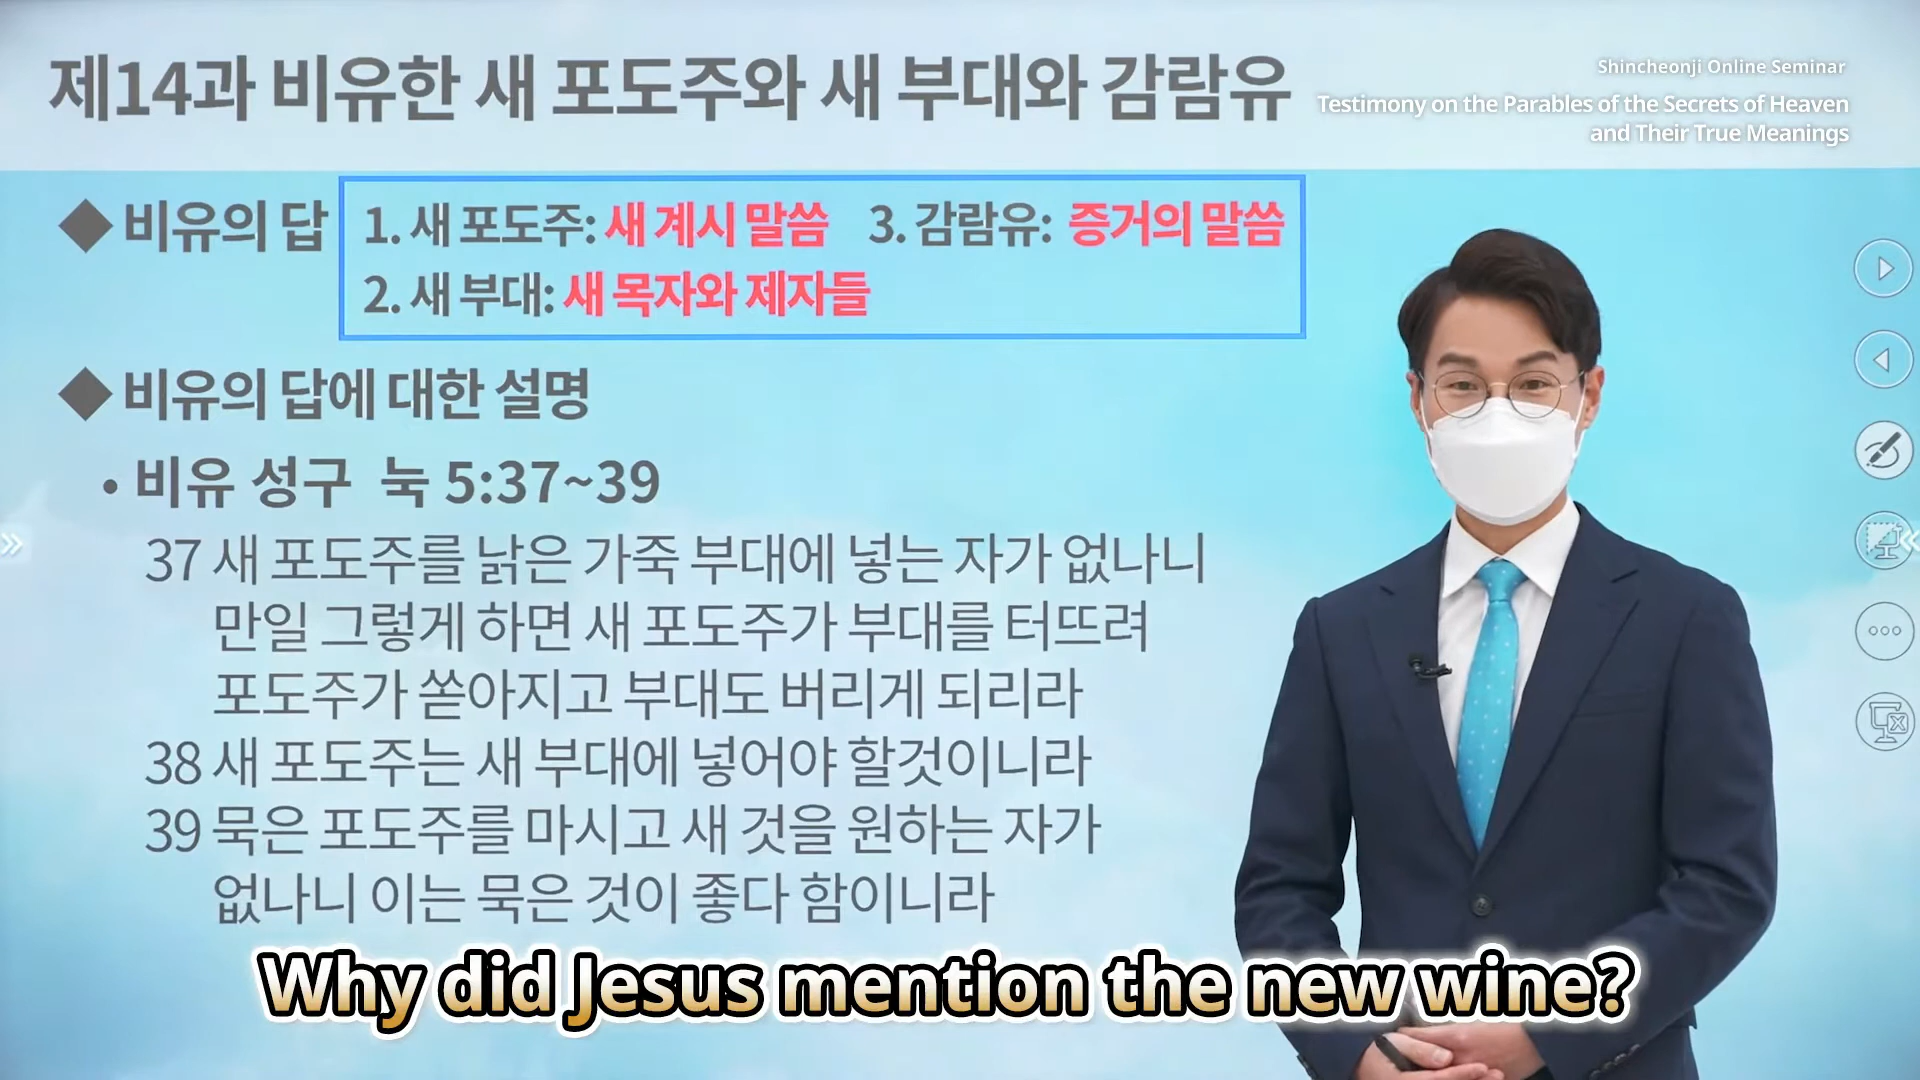 제14과 비유한 새 포도주와 새 부대와 감람유
Shincheonji Online Seminar
Testimony on the Parables of the Secrets of Heaven
and Their True Meanings
◆ 비유의 답
1. 새 포도주: 새 계시 말씀 3. 감람유: 증거의 말씀
2. 새 부대: 새 목자와 제자들
◆ 비유의 답에 대한 설명
• 비유 성구 눅 5:37~39
37 새 포도주를 낡은 가죽 부대에 넣는 자가 없나니
만일 그렇게 하면 새 포도주가 부대를 터뜨려
포도주가 쏟아지고 부대도 버리게 되리라
38 새 포도주는 새 부대에 넣어야 할것이니라
39 묵은 포도주를 마시고 새 것을 원하는 자가
없나니 이는 묵은 것이 좋다 함이니라
Why did Jesus mention the new wine?